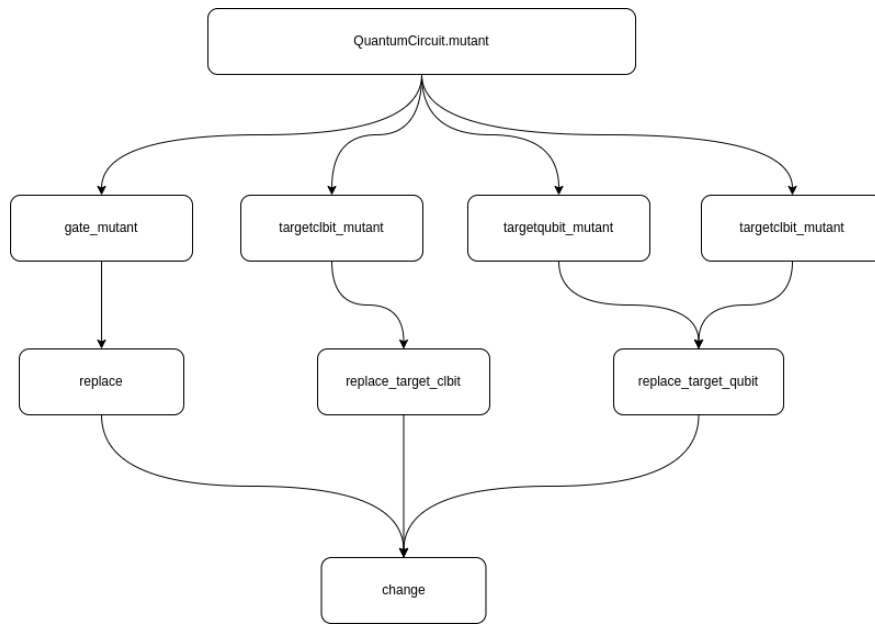 QuantumCircuit.mutant
gate_mutant
targetclbit_mutant
targetqubit_mutant
targetclbit_mutant
replace
replace_target_clbit
replace_target_qubit
change